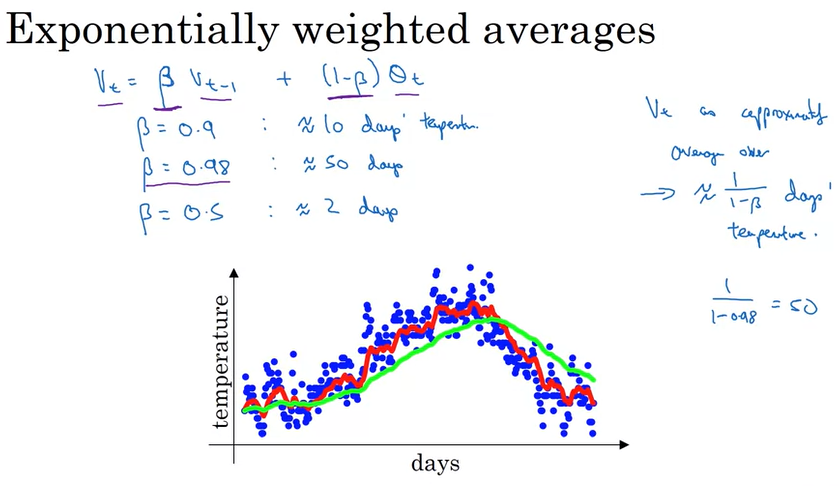 Exponentially weighted averages
Vt = β Vt-1 + (1-β) θt
β = 0.9 : ≈ 10 days' temperature.
β = 0.98 : ≈ 50 days
β = 0.5 : ≈ 2 days
Vt as approximately
average over
→ ≈ 1/(1-β) days'
temperature.
1/(1-0.98) = 50
temperature
days